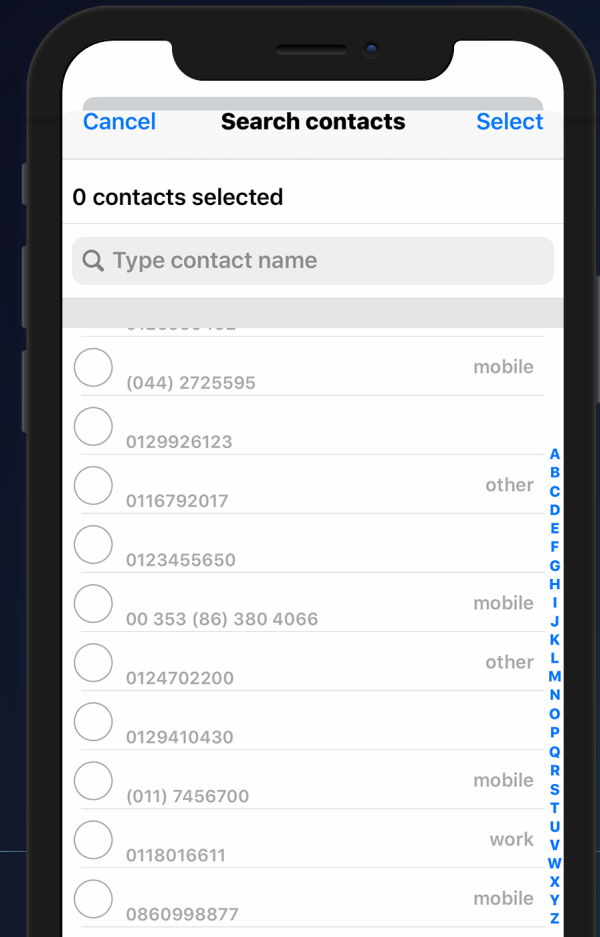 Cancel Search contacts Select
0 contacts selected
Type contact name
mobile
(044) 2725595
0129926123
other
0116792017
0123455650
mobile
00 353 (86) 380 4066
other
0124702200
0129410430
mobile
(011) 7456700
work
0118016611
mobile
0860998877
A
B
C
D
E
F
G
H
I
J
K
L
M
N
O
P
Q
R
S
T
U
V
W
X
Y
Z